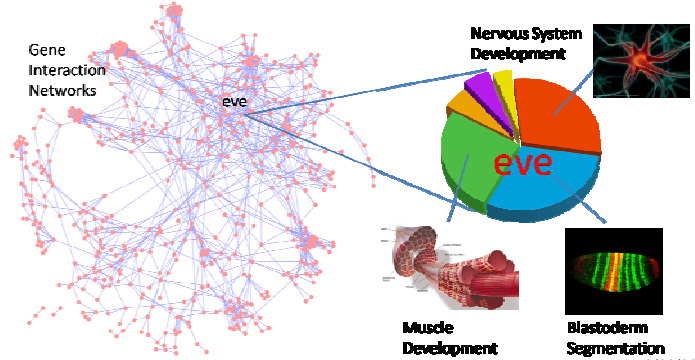 Gene
Interaction
Networks
eve
Nervous System
Development
eve
Muscle
Development
Blastoderm
Segmentation